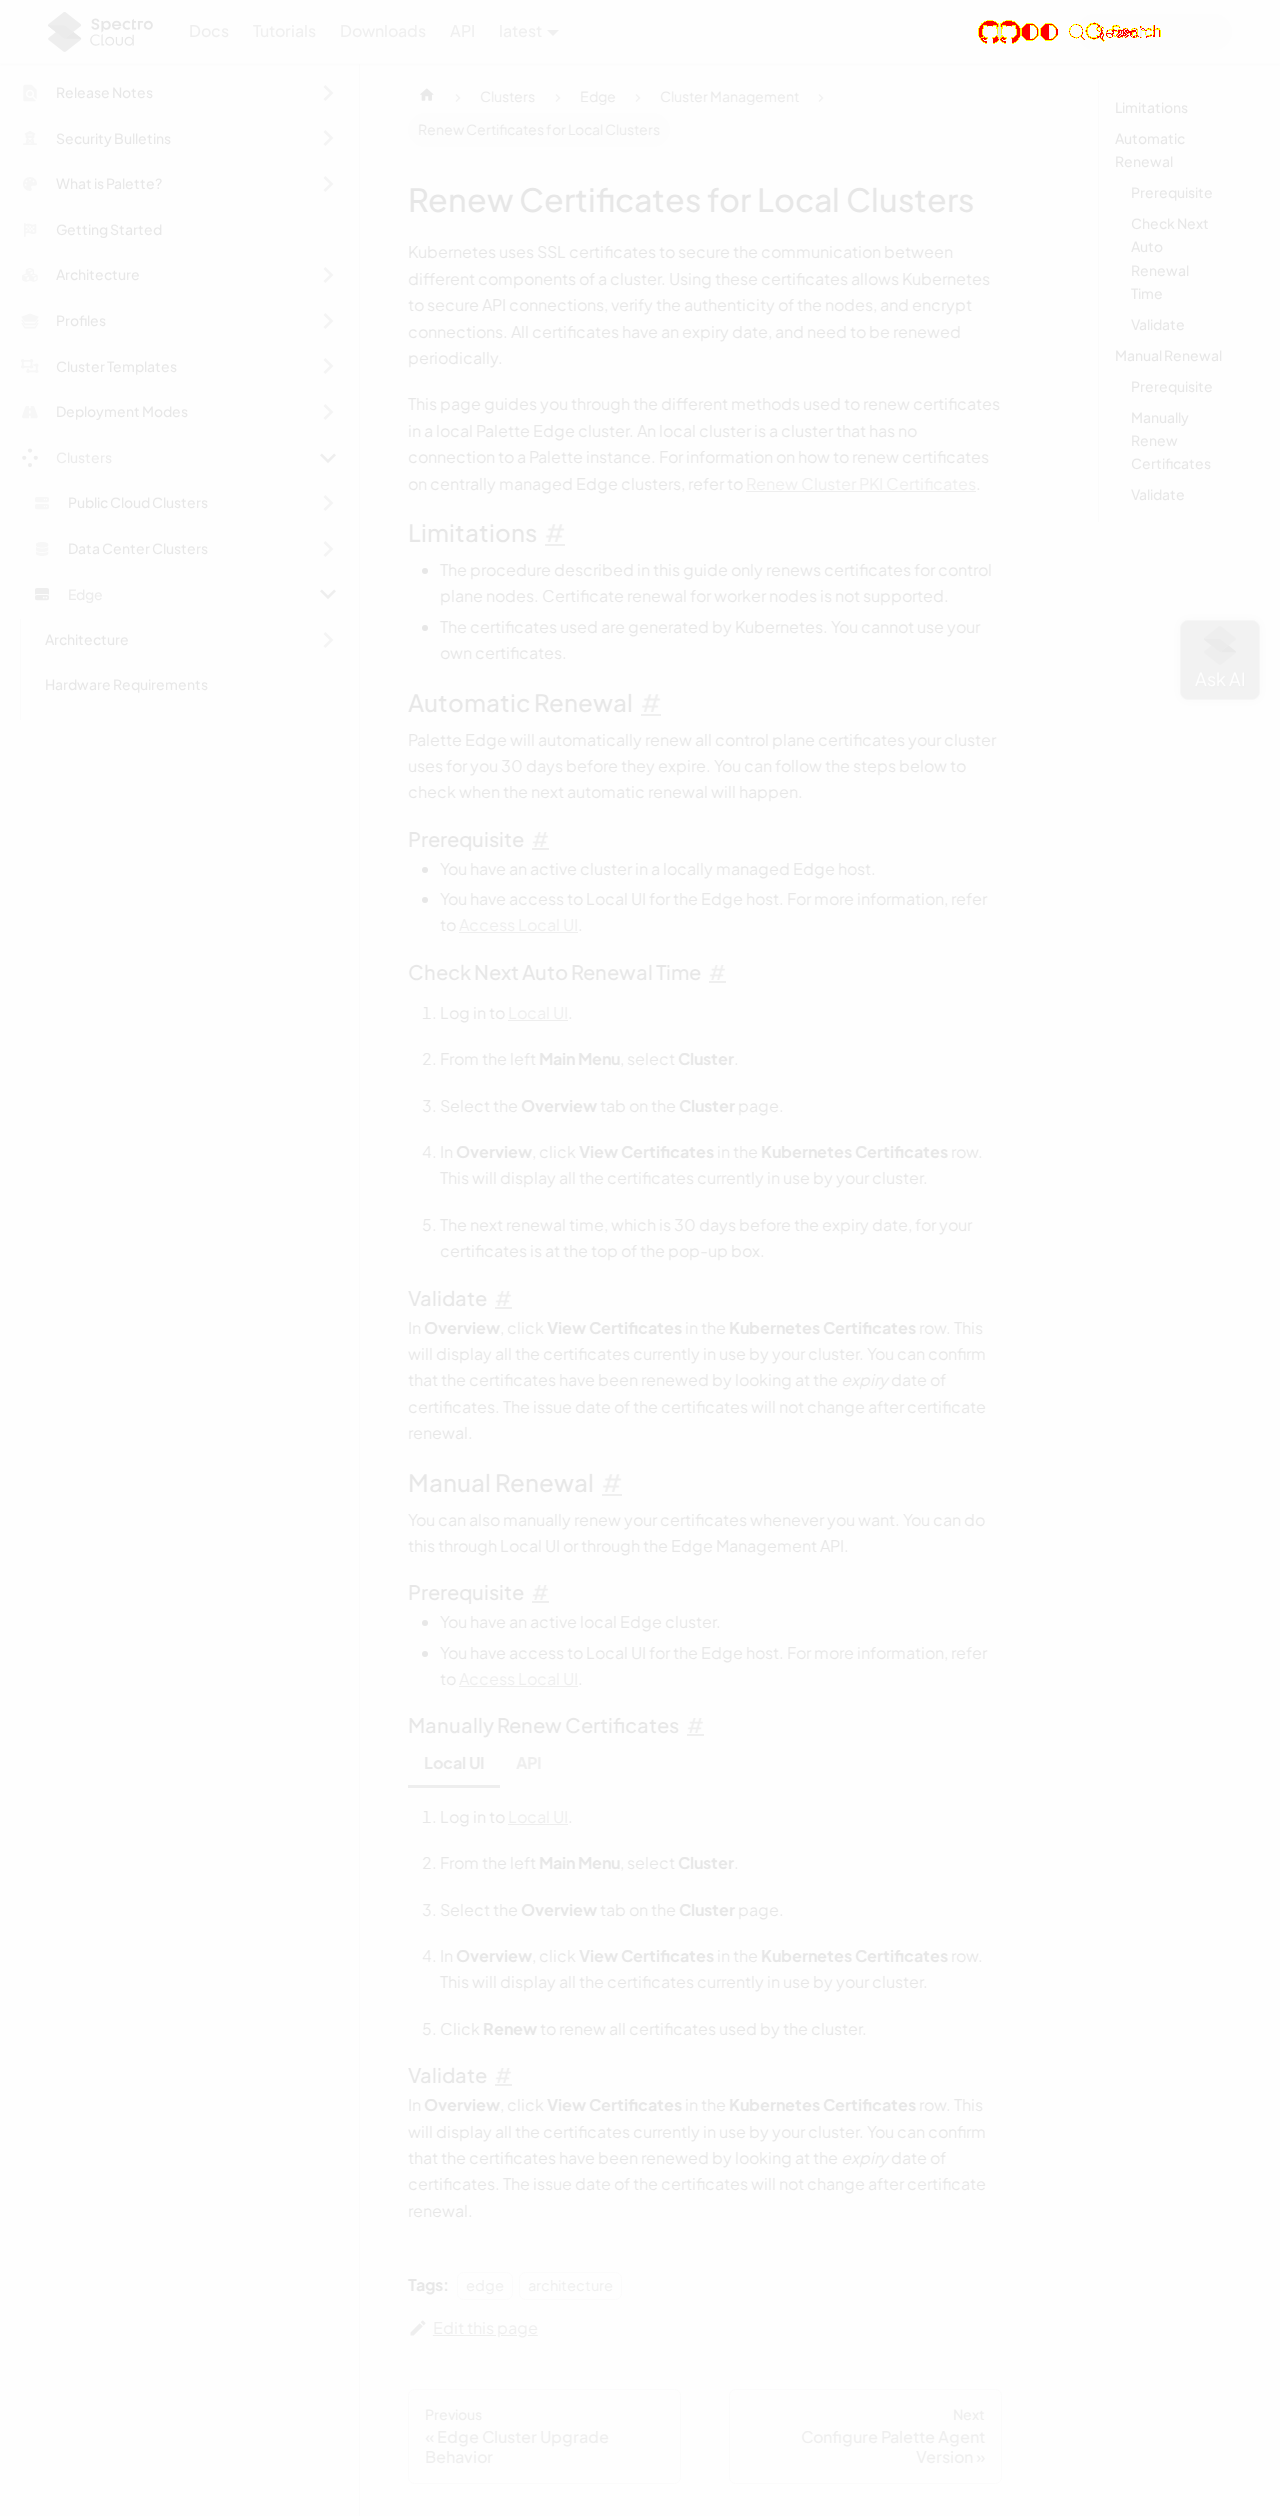 Spectro
Cloud
Docs Tutorials Downloads API latest
Release Notes
Security Bulletins
What is Palette?
Getting Started
Architecture
Profiles
Cluster Templates
Deployment Modes
Clusters
Public Cloud Clusters
Data Center Clusters
Edge
Architecture
Hardware Requirements
Clusters > Edge > Cluster Management >
Renew Certificates for Local Clusters
Renew Certificates for Local Clusters
Kubernetes uses SSL certificates to secure the communication between
different components of a cluster. Using these certificates allows Kubernetes
to secure API connections, verify the authenticity of the nodes, and encrypt
connections. All certificates have an expiry date, and need to be renewed
periodically.
This page guides you through the different methods used to renew certificates
in a local Palette Edge cluster. An local cluster is a cluster that has no
connection to a Palette instance. For information on how to renew certificates
on centrally managed Edge clusters, refer to Renew Cluster PKI Certificates.
Limitations #
• The procedure described in this guide only renews certificates for control
plane nodes. Certificate renewal for worker nodes is not supported.
• The certificates used are generated by Kubernetes. You cannot use your
own certificates.
Automatic Renewal #
Palette Edge will automatically renew all control plane certificates your cluster
uses for you 30 days before they expire. You can follow the steps below to
check when the next automatic renewal will happen.
Prerequisite #
• You have an active cluster in a locally managed Edge host.
• You have access to Local UI for the Edge host. For more information, refer
to Access Local UI.
Check Next Auto Renewal Time #
1. Log in to Local UI.
2. From the left Main Menu, select Cluster.
3. Select the Overview tab on the Cluster page.
4. In Overview, click View Certificates in the Kubernetes Certificates row.
This will display all the certificates currently in use by your cluster.
5. The next renewal time, which is 30 days before the expiry date, for your
certificates is at the top of the pop-up box.
Validate #
In Overview, click View Certificates in the Kubernetes Certificates row. This
will display all the certificates currently in use by your cluster. You can confirm
that the certificates have been renewed by looking at the expiry date of
certificates. The issue date of the certificates will not change after certificate
renewal.
Manual Renewal #
You can also manually renew your certificates whenever you want. You can do
this through Local UI or through the Edge Management API.
Prerequisite #
• You have an active local Edge cluster.
• You have access to Local UI for the Edge host. For more information, refer
to Access Local UI.
Manually Renew Certificates #
Local UI API
1. Log in to Local UI.
2. From the left Main Menu, select Cluster.
3. Select the Overview tab on the Cluster page.
4. In Overview, click View Certificates in the Kubernetes Certificates row.
This will display all the certificates currently in use by your cluster.
5. Click Renew to renew all certificates used by the cluster.
Validate #
In Overview, click View Certificates in the Kubernetes Certificates row. This
will display all the certificates currently in use by your cluster. You can confirm
that the certificates have been renewed by looking at the expiry date of
certificates. The issue date of the certificates will not change after certificate
renewal.
Tags: edge architecture
Edit this page
Previous
« Edge Cluster Upgrade
Behavior
Next
Configure Palette Agent
Version »
Limitations
Automatic
Renewal
Prerequisite
Check Next
Auto
Renewal
Time
Validate
Manual Renewal
Prerequisite
Manually
Renew
Certificates
Validate
Ask AI